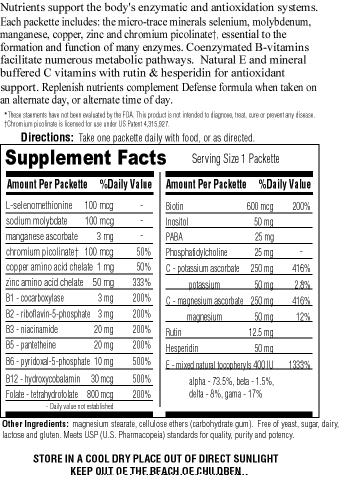 Nutrients support the body's enzymatic and antioxidation systems.
Each packette includes: the micro-trace minerals selenium, molybdenum,
manganese, copper, zinc and chromium picolinate†, essential to the
formation and function of many enzymes. Coenzymated B-vitamins
facilitate numerous metabolic pathways. Natural E and mineral
buffered C vitamins with rutin & hesperidin for antioxidant
support. Replenish nutrients complement Defense formula when taken on
an alternate day, or alternate time of day.
*These staements have not been evaluated by the FDA. This product is not intended to diagnose, treat, cure or prevent any disease.
†Chromium picolinate is licensed for use under US Patent 4,315,927.
Directions: Take one packette daily with food, or as directed.
Supplement Facts Serving Size 1 Packette
Amount Per Packette %Daily Value
L-selenomethionine 100 mcg -
sodium molybdate 100 mcg -
manganese ascorbate 3 mg -
chromium picolinate† 100 mcg 50%
copper amino acid chelate 1 mg 50%
zinc amino acid chelate 50 mg 333%
B1 - cocarboxylase 3 mg 200%
B2 - riboflavin-5-phosphate 3 mg 200%
B3 - niacinamide 20 mg 200%
B5 - pantetheine 20 mg 200%
B6 - pyridoxal-5-phosphate 10 mg 500%
B12 - hydroxycobalamin 30 mcg 500%
Folate - tetrahydrofolate 800 mcg 200%
- Daily value not established
Amount Per Packette %Daily Value
Biotin 600 mcg 200%
Inositol 50 mg
PABA 25 mg
Phosphatidylcholine 25 mg -
C - potassium ascorbate 250 mg 416%
potassium 50 mg 2.8%
C - magnesium ascorbate 250 mg 416%
magnesium 50 mg 12%
Rutin 12.5 mg
Hesperidin 50 mg
E - mixed natural tocopheryls 400 IU 1333%
alpha - 73.5%, beta - 1.5%,
delta - 8%, gama - 17%
Other Ingredients: magnesium stearate, cellulose ethers (carbohydrate gum). Free of yeast, sugar, dairy,
lactose and gluten. Meets USP (U.S. Pharmacopeia) standards for quality, purity and potency.
STORE IN A COOL DRY PLACE OUT OF DIRECT SUNLIGHT
KEEP OUT OF THE REACH OF CHILDREN.